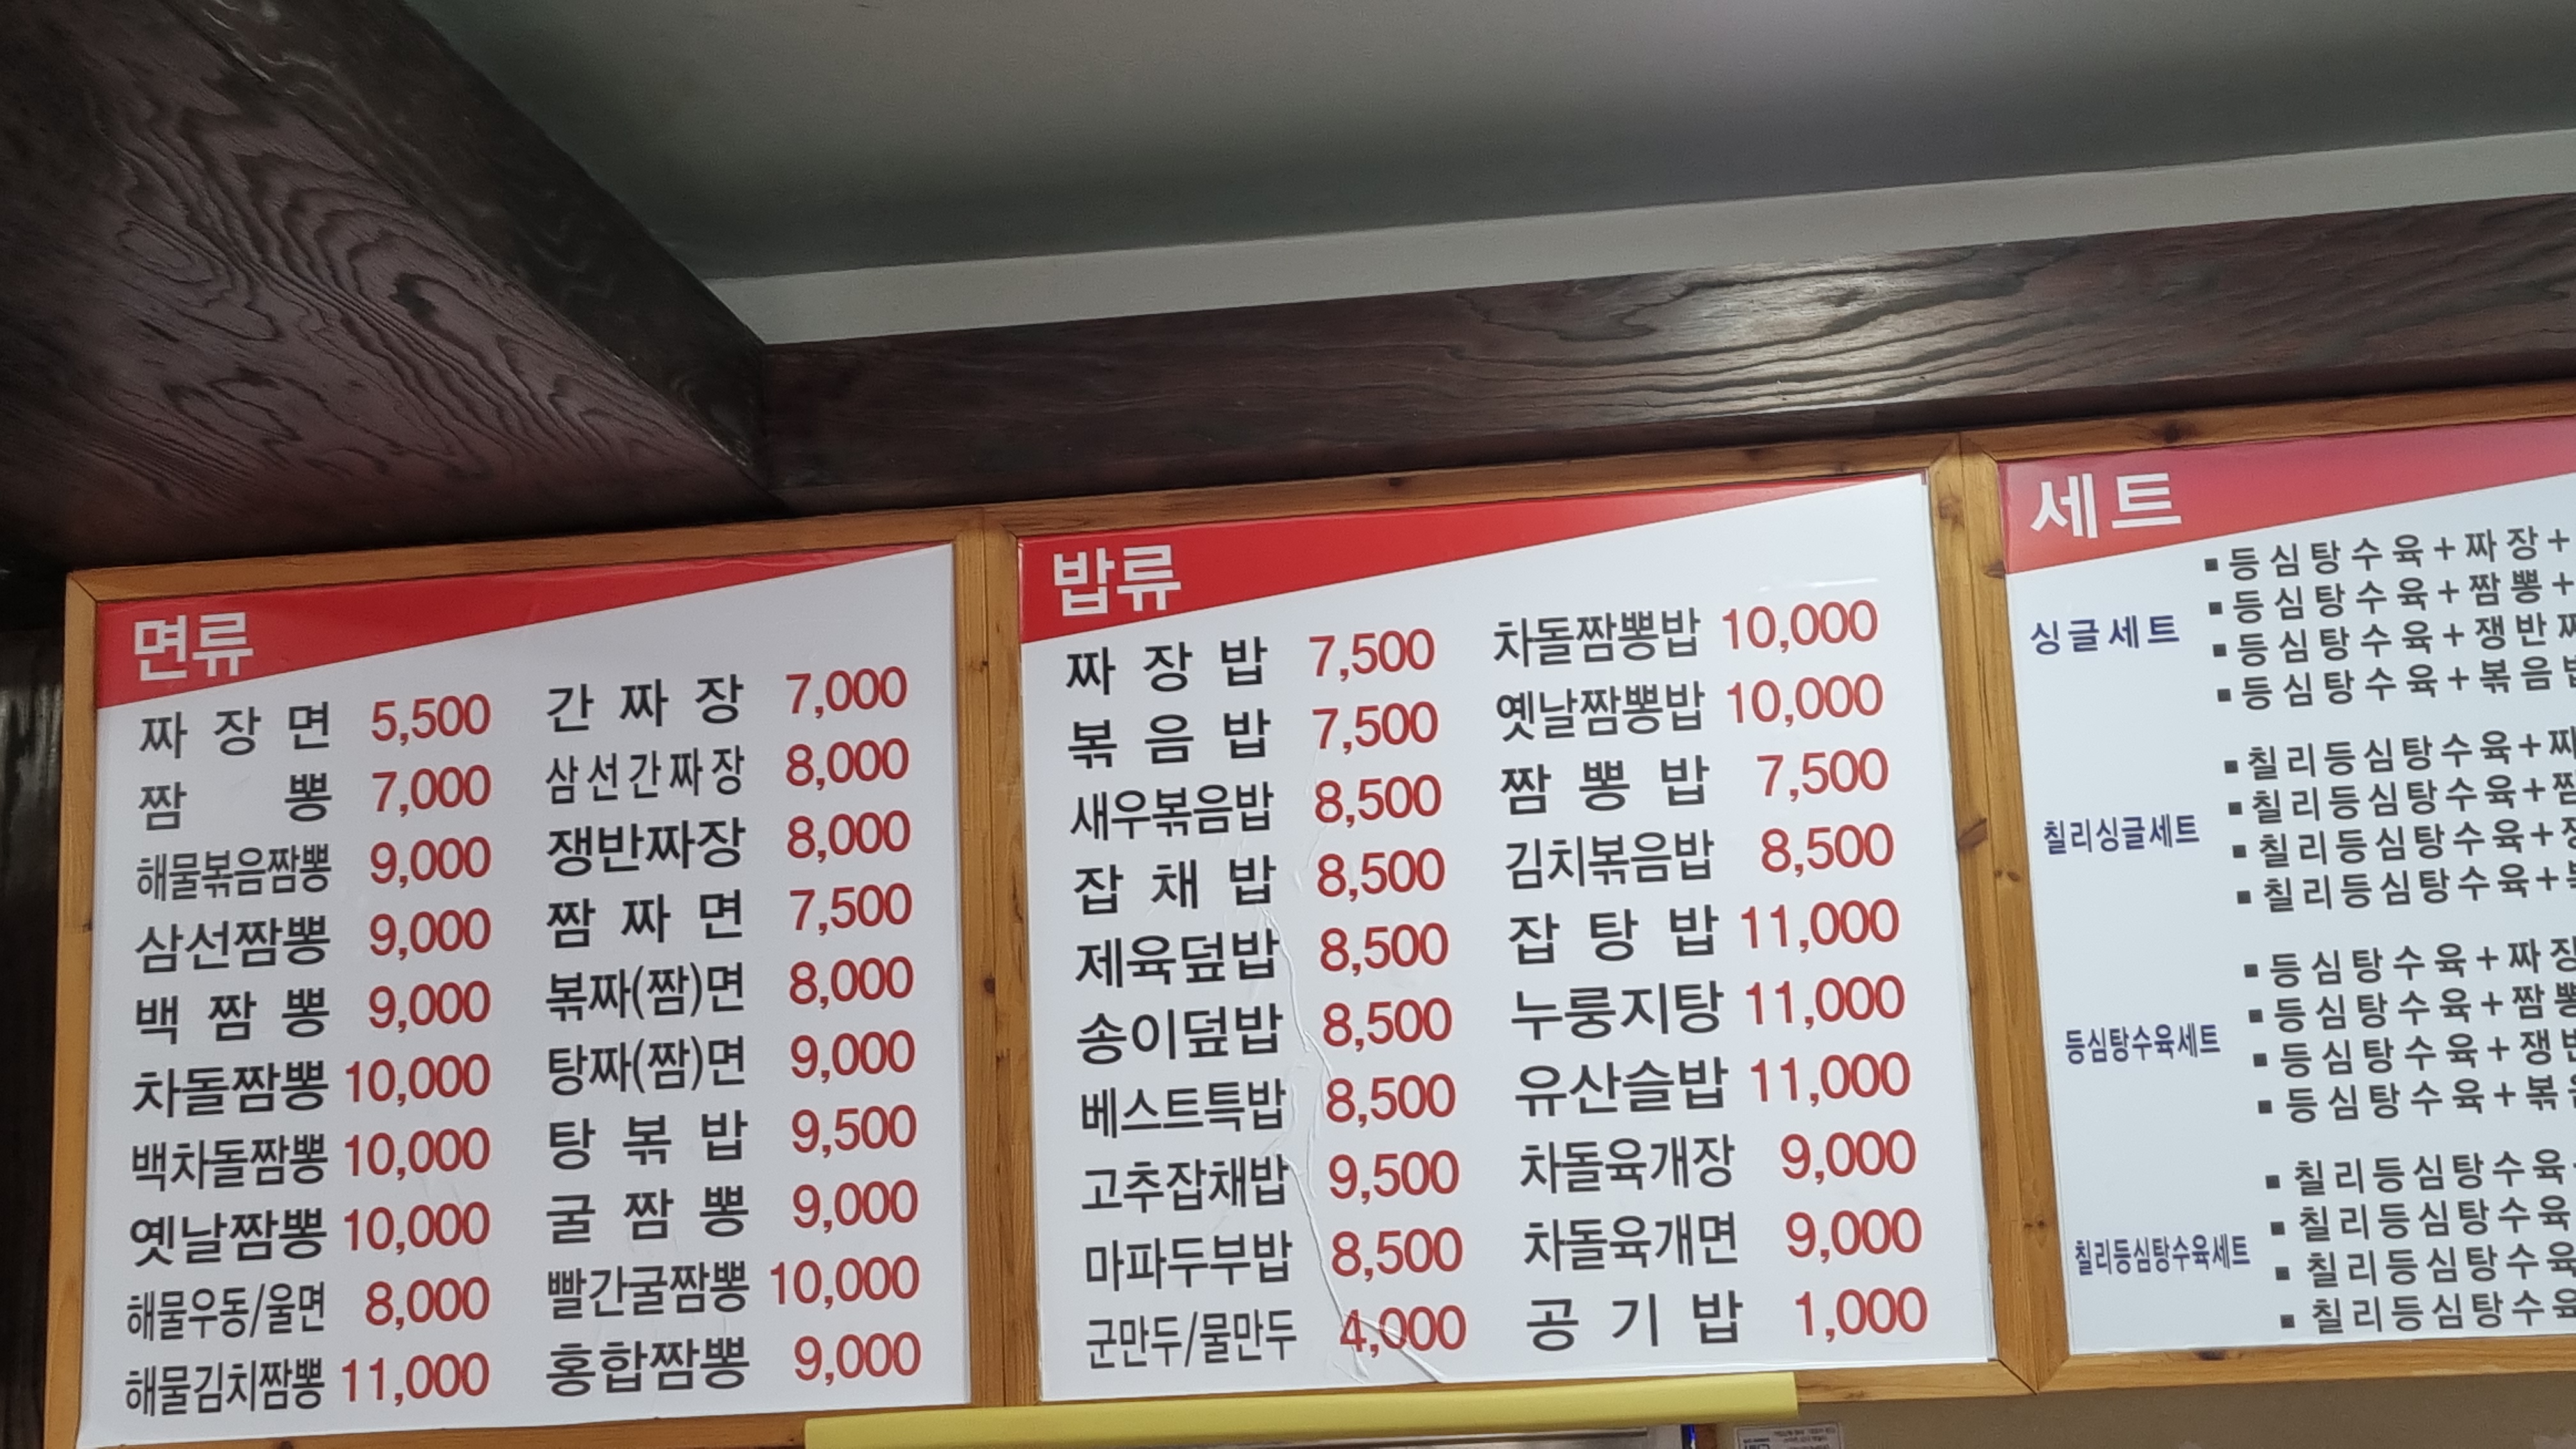 면류
짜장면 5,500
짬뽕 7,000
해물볶음짬뽕 9,000
삼선짬뽕 9,000
백짬뽕 9,000
차돌짬뽕 10,000
백차돌짬뽕 10,000
옛날짬뽕 10,000
해물우동/울면 8,000
해물김치짬뽕 11,000
간짜장 7,000
삼선간짜장 8,000
쟁반짜장 8,000
짬짜면 7,500
볶짜(짬)면 8,000
탕짜(짬)면 9,000
탕볶밥 9,500
굴짬뽕 9,000
빨간굴짬뽕 10,000
홍합짬뽕 9,000
밥류
짜장밥 7,500
볶음밥 7,500
새우볶음밥 8,500
잡채밥 8,500
제육덮밥 8,500
송이덮밥 8,500
베스트특밥 8,500
고추잡채밥 9,500
마파두부밥 8,500
군만두/물만두 4,000
차돌짬뽕밥 10,000
옛날짬뽕밥 10,000
짬뽕밥 7,500
김치볶음밥 8,500
잡탕밥 11,000
누룽지탕 11,000
유산슬밥 11,000
차돌육개장 9,000
차돌육개면 9,000
공기밥 1,000
세트
싱글세트
▪등심탕수육+짜장+
▪등심탕수육+짬뽕+
▪등심탕수육+쟁반
▪등심탕수육+볶음
칠리싱글세트
▪칠리등심탕수육+
▪칠리등심탕수육+
▪칠리등심탕수육+
▪칠리등심탕수육+
등심탕수육세트
▪등심탕수육+짜장
▪등심탕수육+짬뽕
▪등심탕수육+쟁
▪등심탕수육+볶
칠리등심탕수육세트
▪칠리등심탕수육
▪칠리등심탕수육
▪칠리등심탕수육
▪칠리등심탕수육